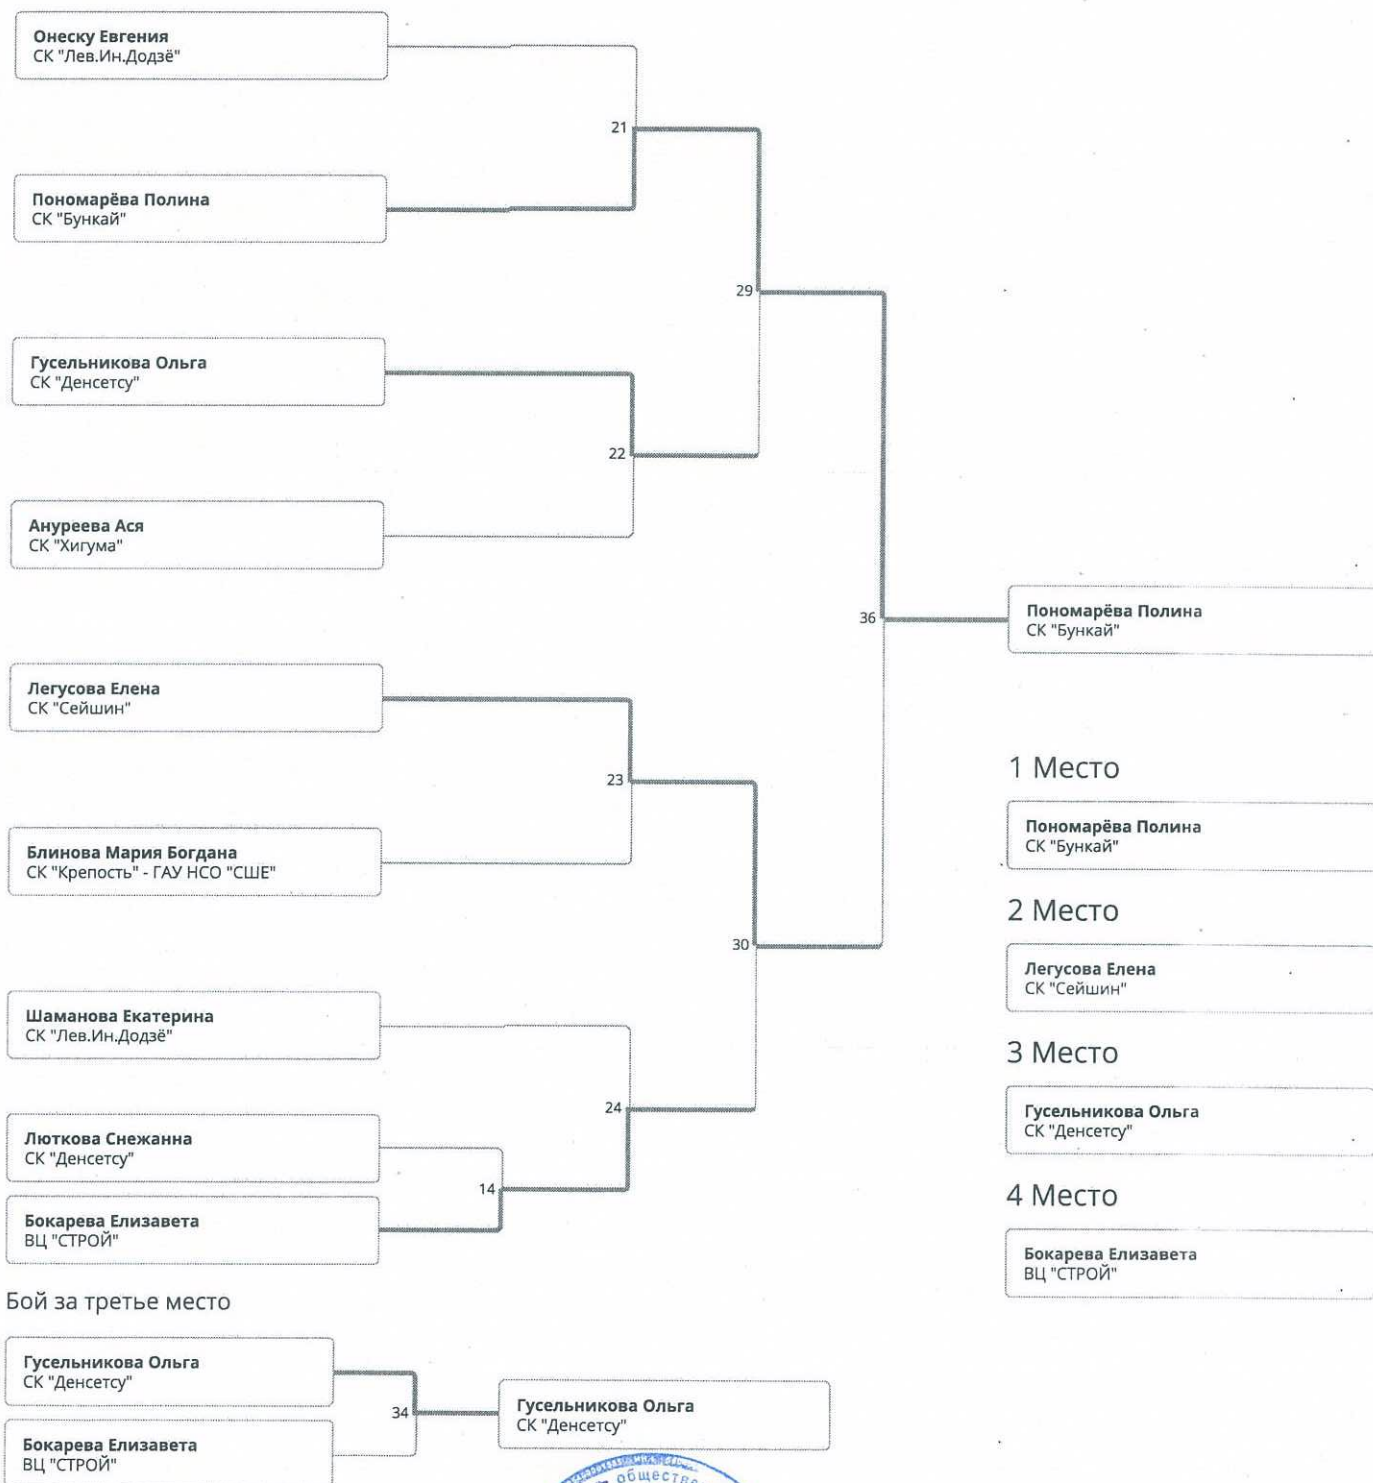 Онеску Евгения
СК "Лев.Ин.Додзё"
21
Пономарёва Полина
СК "Бункай"
29
Гусельникова Ольга
СК "Денсетсу"
22
Ануреева Ася
СК "Хигума"
36
Пономарёва Полина
СК "Бункай"
Легусова Елена
СК "Сейшин"
23
Блинова Мария Богдана
СК "Крепость" - ГАУ НСО "СШЕ"
30
Шаманова Екатерина
СК "Лев.Ин.Додзё"
24
Люткова Снежанна
СК "Денсетсу"
14
Бокарева Елизавета
ВЦ "СТРОЙ"
1 Место
Пономарёва Полина
СК "Бункай"
2 Место
Легусова Елена
СК "Сейшин"
3 Место
Гусельникова Ольга
СК "Денсетсу"
4 Место
Бокарева Елизавета
ВЦ "СТРОЙ"
Бой за третье место
Гусельникова Ольга
СК "Денсетсу"
34
Гусельникова Ольга
СК "Денсетсу"
Бокарева Елизавета
ВЦ "СТРОЙ"